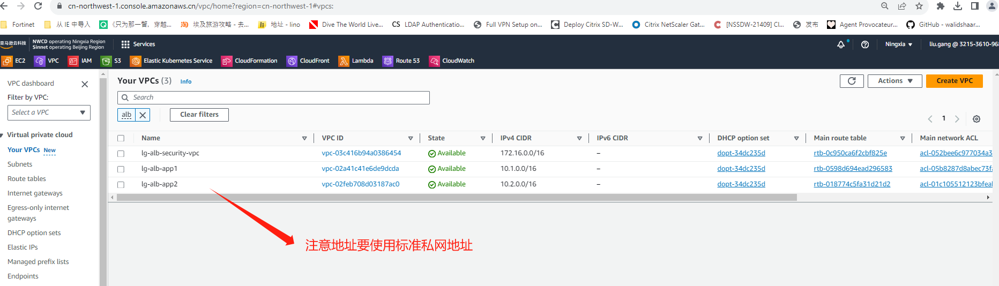 cn-northwest-1.console.amazonaws.cn/vpc/home?region=cn-northwest-1#vpcs:
Fortinet 从 IE 中导入 《只为那一瞥，穿越... 埃及旅游攻略 - 去... 地址 - lino Dive The World Live... CS LDAP Authenticatio... Full VPN Setup on... Deploy Citrix SD-W... Citrix NetScaler Gat... [NSSDW-21409] Cl... 发布 Agent Provocateur... GitHub - walidshaar...
亚马逊云科技 NWCD operating Ningxia Region
Sinnet operating Beijing Region
Services Ningxia liu.gang @ 3215-3610-96
EC2 VPC IAM S3 Elastic Kubernetes Service CloudFormation CloudFront Lambda Route 53 CloudWatch
VPC dashboard
Filter by VPC:
Select a VPC
Virtual private cloud
Your VPCs New
Subnets
Route tables
Internet gateways
Egress-only internet
gateways
DHCP option sets
Elastic IPs
Managed prefix lists
Endpoints
Your VPCs (3) Info Actions Create VPC
Search
alb Clear filters 1
Name VPC ID State IPv4 CIDR IPv6 CIDR DHCP option set Main route table Main network ACL
lg-alb-security-vpc vpc-03c416b94a0386454 Available 172.16.0.0/16 – dopt-34dc235d rtb-0c950ca6f2cbf825e acl-052bee6c977034a3
lg-alb-app1 vpc-02a41c41e6de9dcda Available 10.1.0.0/16 – dopt-34dc235d rtb-0598d694ead296583 acl-05b8287d8abec73fa
lg-alb-app2 vpc-02feb708d03187ac0 Available 10.2.0.0/16 – dopt-34dc235d rtb-018774c5fa31d21d2 acl-01c105512123bfeal
注意地址要使用标准私网地址